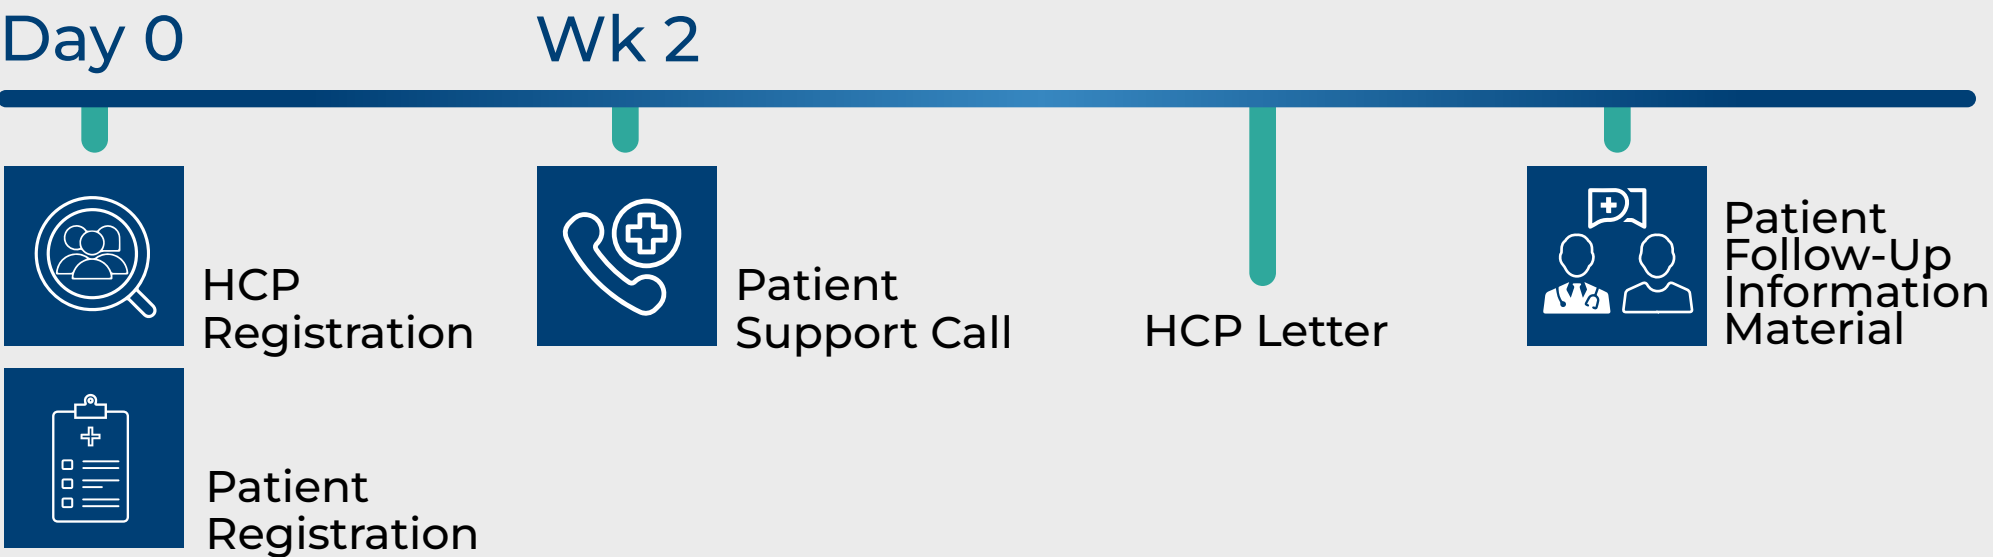 Day 0
Wk 2
HCP
Registration
Patient
Registration
Patient
Support Call
HCP Letter
Patient
Follow-Up
Information
Material